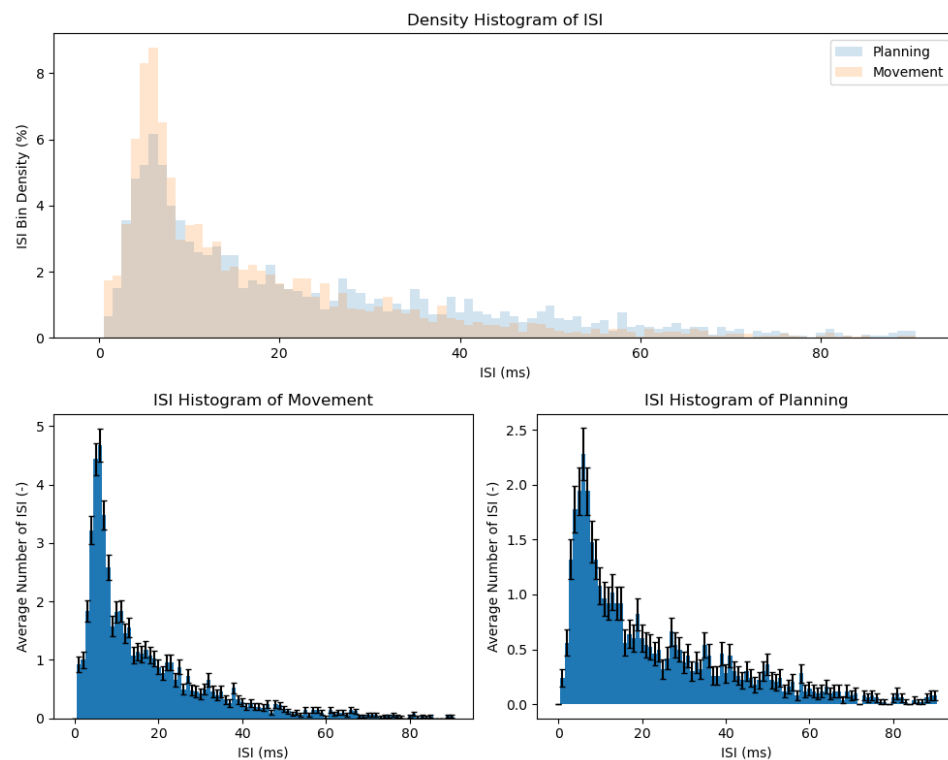 Density Histogram of ISI
ISI Bin Density (%)
8
6
4
2
0
Planning
Movement
0 20 40 60 80
ISI (ms)
ISI Histogram of Movement
Average Number of ISI (-)
5
4
3
2
1
0
0 20 40 60 80
ISI (ms)
ISI Histogram of Planning
Average Number of ISI (-)
2.5
2.0
1.5
1.0
0.5
0.0
0 20 40 60 80
ISI (ms)